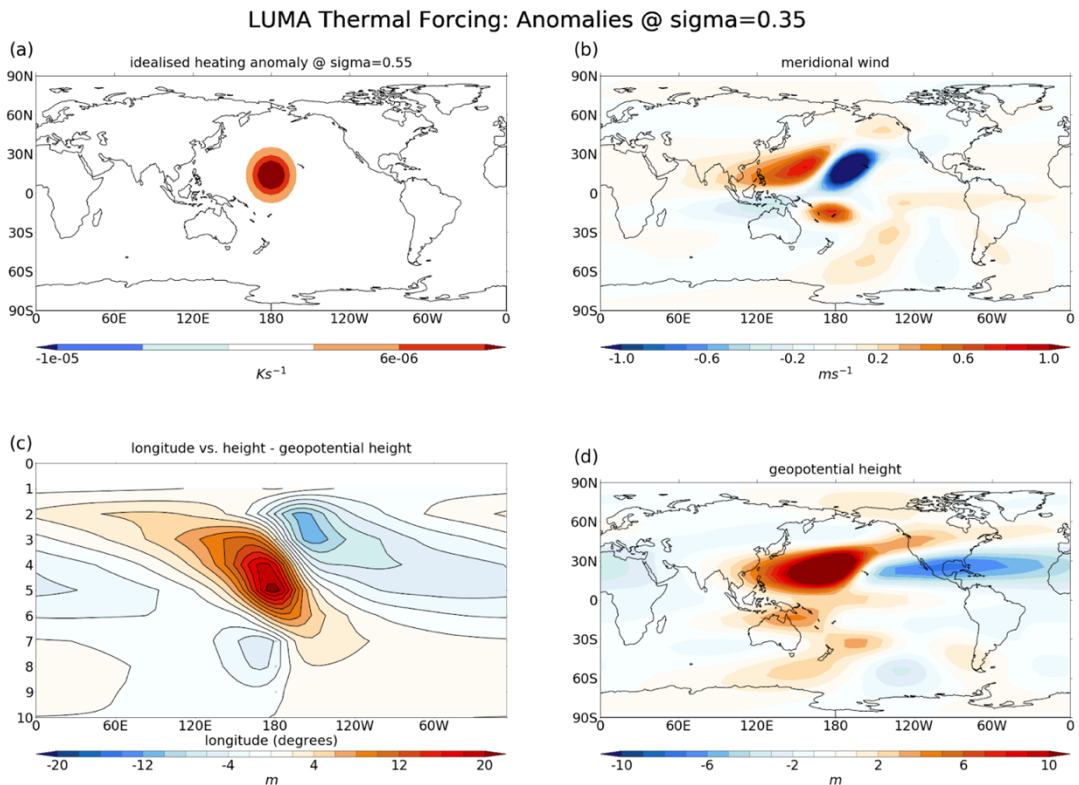 LUMA Thermal Forcing: Anomalies @ sigma=0.35
(a)
idealised heating anomaly @ sigma=0.55
90N
60N
30N
0
30S
60S
90S
0 60E 120E 180 120W 60W 0
-1e-05 6e-06
Ks⁻¹
(b)
meridional wind
90N
60N
30N
0
30S
60S
90S
0 60E 120E 180 120W 60W 0
-1.0 -0.6 -0.2 0.2 0.6 1.0
ms⁻¹
(c)
longitude vs. height - geopotential height
0
1
2
3
4
5
6
7
8
9
10
0 60E 120E 180 120W 60W
longitude (degrees)
-20 -12 -4 4 12 20
m
(d)
geopotential height
90N
60N
30N
0
30S
60S
90S
0 60E 120E 180 120W 60W 0
-10 -6 -2 2 6 10
m